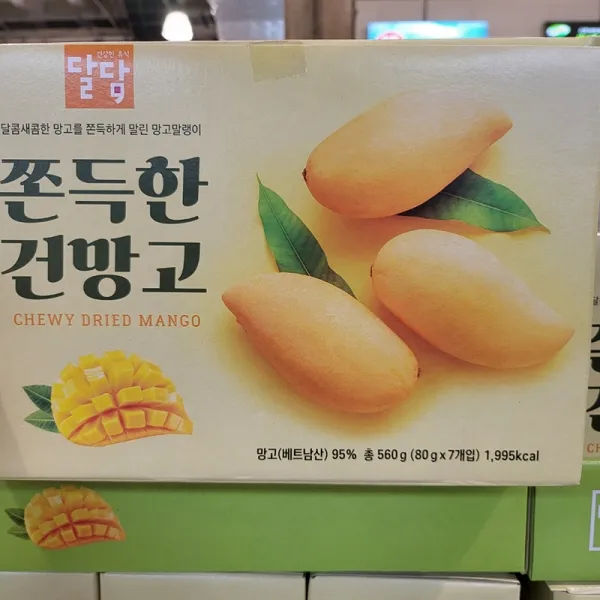 건강한 휴식
달담
달콤새콤한 망고를 쫀득하게 말린 망고말랭이
쫀득한
건망고
CHEWY DRIED MANGO
망고(베트남산) 95% 총 560g (80g x 7개입) 1,995kcal